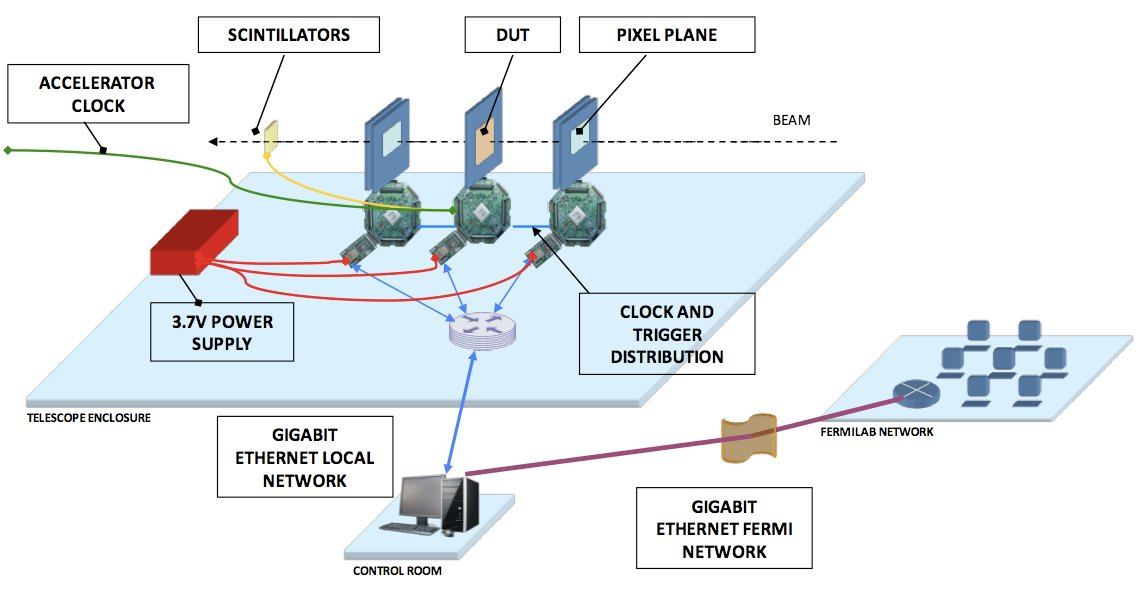 SCINTILLATORS
DUT
PIXEL PLANE
ACCELERATOR
CLOCK
BEAM
3.7V POWER
SUPPLY
CLOCK AND
TRIGGER
DISTRIBUTION
TELESCOPE ENCLOSURE
FERMILAB NETWORK
GIGABIT
ETHERNET LOCAL
NETWORK
GIGABIT
ETHERNET FERMI
NETWORK
CONTROL ROOM